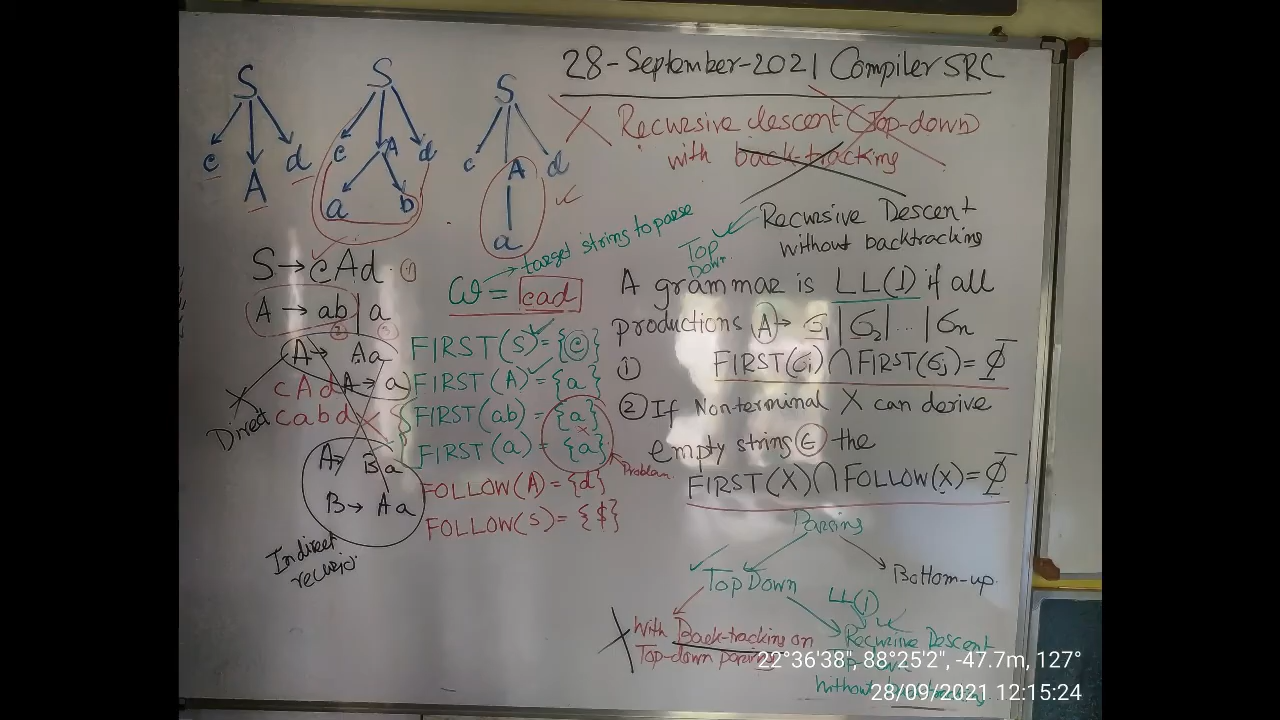 28-September-2021 Compiler SRC
Recursive descent (Top-down)
with back-tracking
S
c A d
S
c A d
a b
S
c A d
a
S→cAd ①
A → ab | a
② ③
A→ Aa
A→ a
cAd
cabd
Direct
A→ Ba
B→ Aa
Indirect
target string to parse
ω = cad
FIRST(S)={c}
FIRST(A)={a}
FIRST(ab) = {a}
FIRST(a) = {a}
Problem
FOLLOW(A) = {d}
FOLLOW(S) = {$}
Recursive Descent
without backtracking
Top
Down
A grammar is LL(1) if all
productions A→ σ₁ | σ₂ | ... | σn
① FIRST(σi) ∩ FIRST(σj) = Φ
② If Nonterminal X can derive
empty string ∈ the
FIRST(X) ∩ FOLLOW(X) = Φ
Parsing
Top Down
Bottom-up
LL(1)
With Back-tracking on
Top-down parsing
Recursive Descent
without
22°36'38", 88°25'2", -47.7m, 127°
28/09/2021 12:15:24